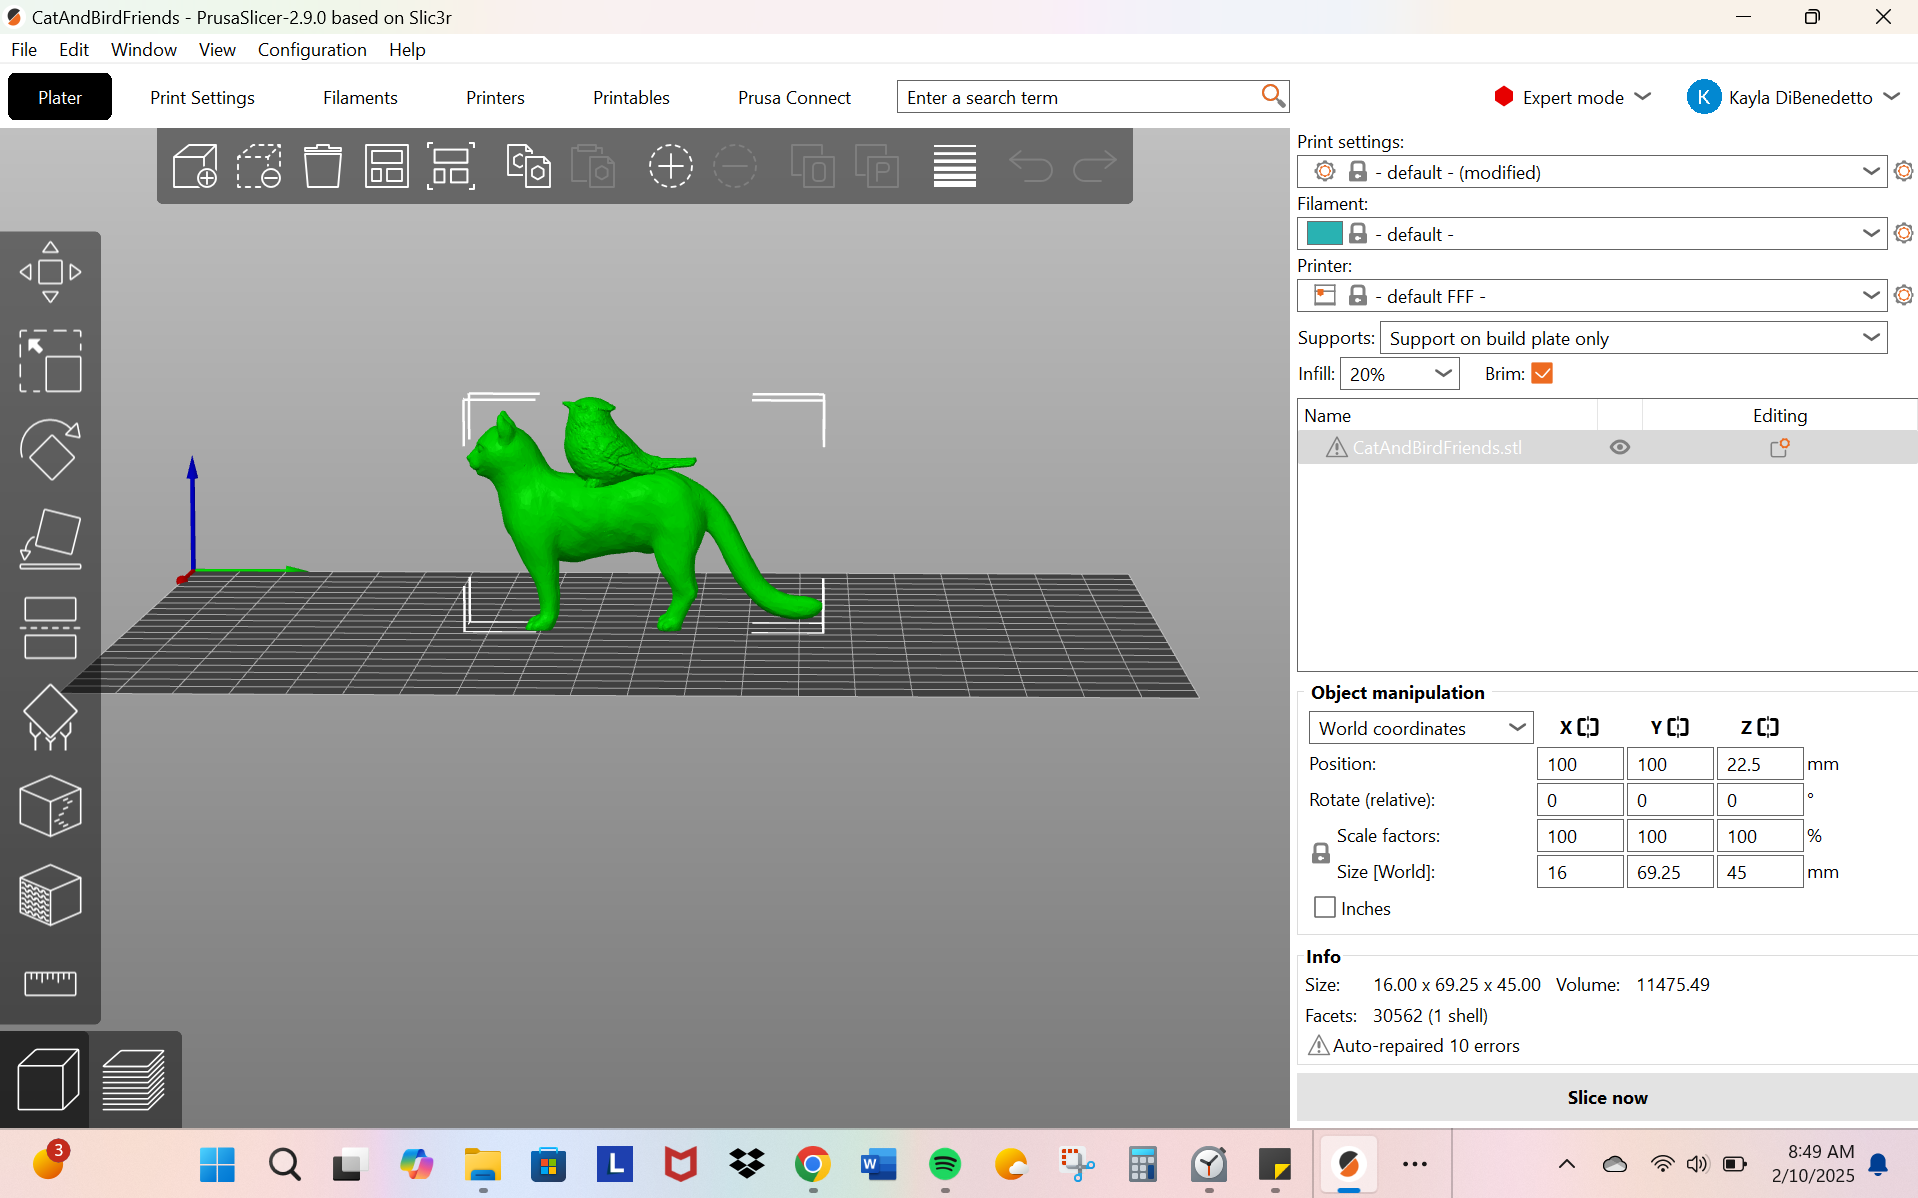 CatAndBirdFriends - PrusaSlicer-2.9.0 based on Slic3r
File Edit Window View Configuration Help
Plater Print Settings Filaments Printers Printables Prusa Connect Enter a search term Expert mode K Kayla DiBenedetto
Print settings:
- default - (modified)
Filament:
- default -
Printer:
- default FFF -
Supports: Support on build plate only
Infill: 20% Brim:
Name Editing
CatAndBirdFriends.stl
Object manipulation
World coordinates X Y Z
Position: 100 100 22.5 mm
Rotate (relative): 0 0 0 °
Scale factors: 100 100 100 %
Size [World]: 16 69.25 45 mm
Inches
Info
Size: 16.00 x 69.25 x 45.00 Volume: 11475.49
Facets: 30562 (1 shell)
Auto-repaired 10 errors
Slice now
3
L
W
8:49 AM
2/10/2025